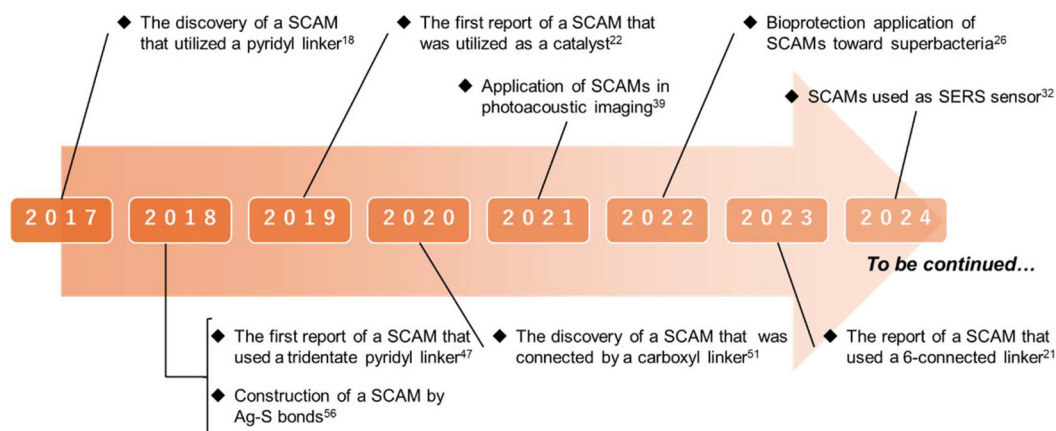 ◆ The discovery of a SCAM
that utilized a pyridyl linker¹⁸
◆ The first report of a SCAM that
was utilized as a catalyst²²
◆ Application of SCAMs in
photoacoustic imaging³⁹
◆ Bioprotection application of
SCAMs toward superbacteria²⁶
◆ SCAMs used as SERS sensor³²
2017
2018
2019
2020
2021
2022
2023
2024
To be continued…
◆ The first report of a SCAM that
used a tridentate pyridyl linker⁴⁷
◆ Construction of a SCAM by
Ag-S bonds⁵⁶
◆ The discovery of a SCAM that was
connected by a carboxyl linker⁵¹
◆ The report of a SCAM that
used a 6-connected linker²¹